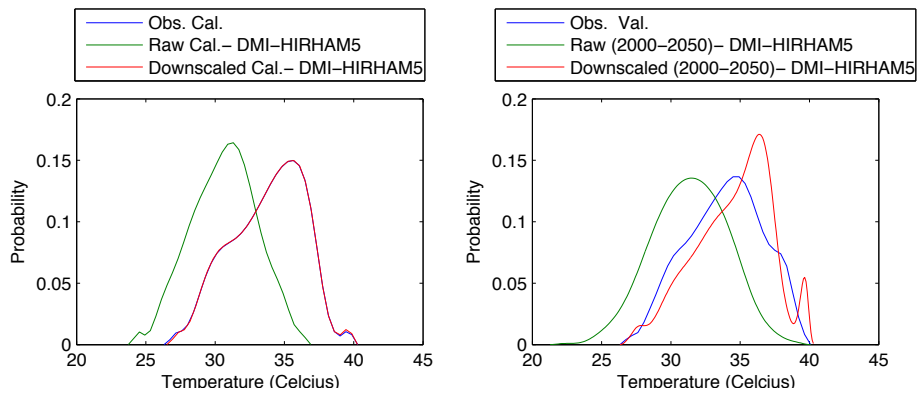 Obs. Cal.
Raw Cal.− DMI−HIRHAM5
Downscaled Cal.− DMI−HIRHAM5
0.2
0.15
0.1
0.05
0
Probability
20 25 30 35 40 45
Temperature (Celcius)
Obs. Val.
Raw (2000−2050)− DMI−HIRHAM5
Downscaled (2000−2050)− DMI−HIRHAM5
0.2
0.15
0.1
0.05
0
Probability
20 25 30 35 40 45
Temperature (Celcius)